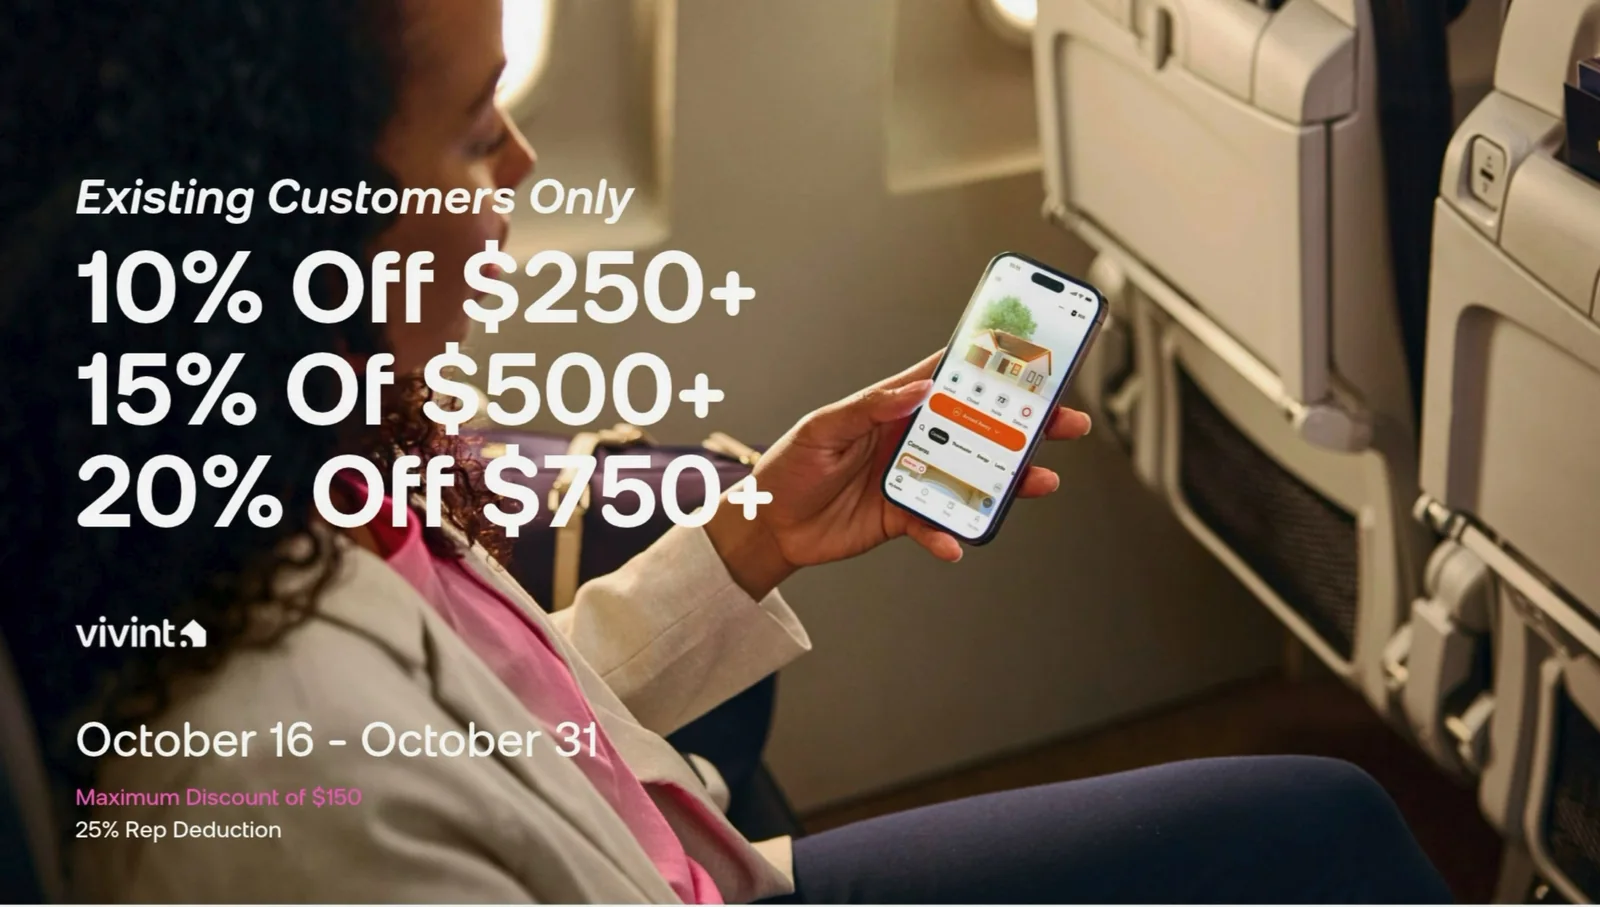 Existing Customers Only
10% Off $250+
15% Of $500+
20% Off $750+
vivint
October 16 - October 31
Maximum Discount of $150
25% Rep Deduction
Cameras